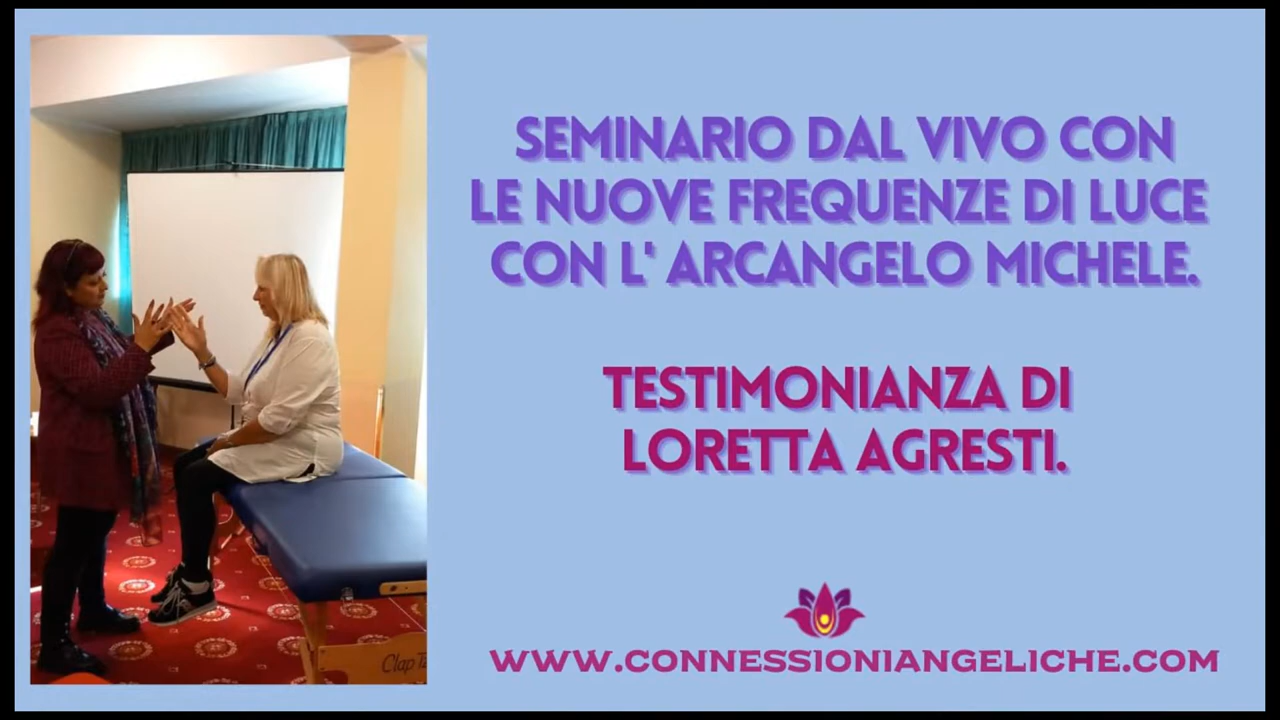 SEMINARIO DAL VIVO CON
LE NUOVE FREQUENZE DI LUCE
CON L' ARCANGELO MICHELE.
TESTIMONIANZA DI
LORETTA AGRESTI.
WWW.CONNESSIONIANGELICHE.COM
Clap